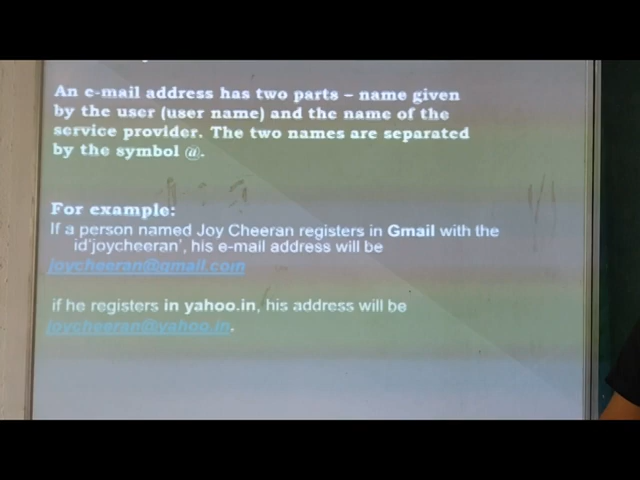 An e-mail address has two parts – name given
by the user (user name) and the name of the
service provider. The two names are separated
by the symbol @.
For example:
If a person named Joy Cheeran registers in Gmail with the
id'joycheeran', his e-mail address will be
joycheeran@gmail.com
if he registers in yahoo.in, his address will be
joycheeran@yahoo.in.